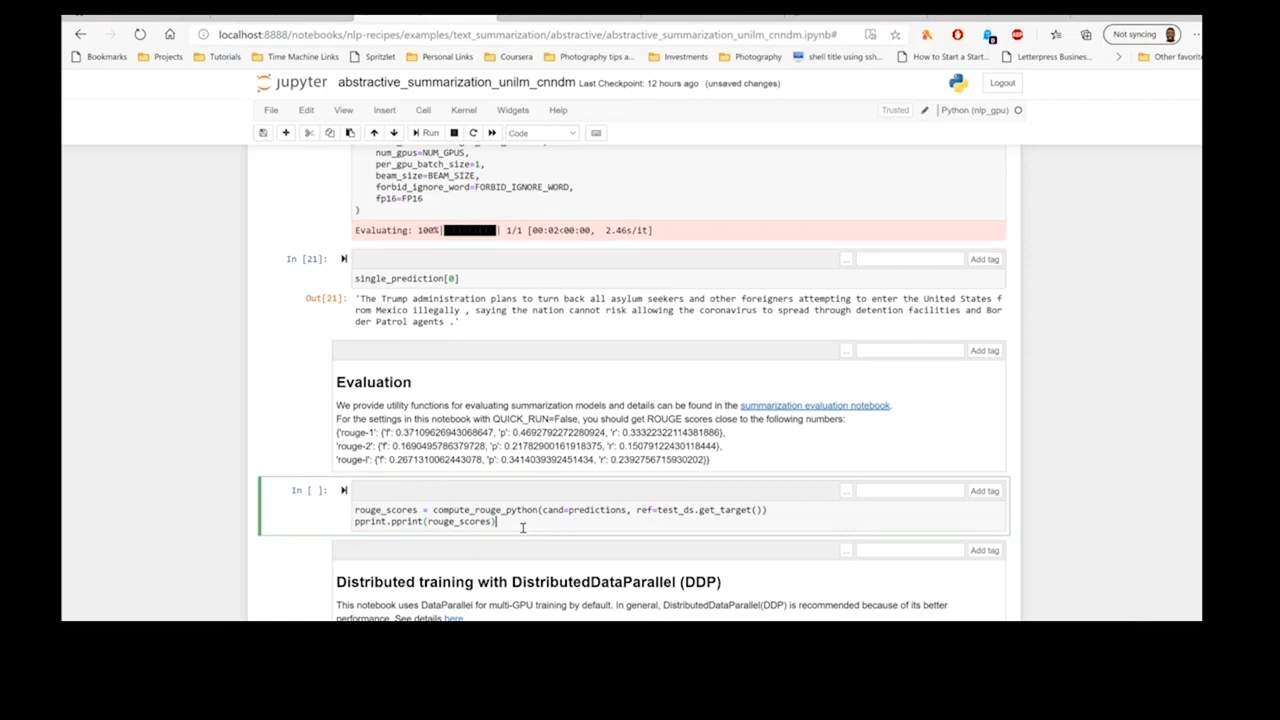 localhost:8888/notebooks/nlp-recipes/examples/text_summarization/abstractive/abstractive_summarization_unilm_cnndm.ipynb#
Not syncing
Bookmarks Projects Tutorials Time Machine Links Spritzlet Personal Links Coursera Photography tips a... Investments Photography shell title using ssh... How to Start a Start... Letterpress Busines... Other favorite
jupyter abstractive_summarization_unilm_cnndm Last Checkpoint: 12 hours ago (unsaved changes) Logout
File Edit View Insert Cell Kernel Widgets Help Trusted Python (nlp_gpu)
Run Code
num_gpus=NUM_GPUS,
per_gpu_batch_size=1,
beam_size=BEAM_SIZE,
forbid_ignore_word=FORBID_IGNORE_WORD,
fp16=FP16
)
Evaluating: 100%| | 1/1 [00:02<00:00, 2.46s/it]
In [21]: ... Add tag
single_prediction[0]
Out[21]: 'The Trump administration plans to turn back all asylum seekers and other foreigners attempting to enter the United States f
rom Mexico illegally , saying the nation cannot risk allowing the coronavirus to spread through detention facilities and Bor
der Patrol agents .'
... Add tag
Evaluation
We provide utility functions for evaluating summarization models and details can be found in the summarization evaluation notebook.
For the settings in this notebook with QUICK_RUN=False, you should get ROUGE scores close to the following numbers:
{'rouge-1': {'f': 0.37109626943068647, 'p': 0.4692792272280924, 'r': 0.33322322114381886},
'rouge-2': {'f': 0.1690495786379728, 'p': 0.21782900161918375, 'r': 0.15079122430118444},
'rouge-l': {'f': 0.2671310062443078, 'p': 0.3414039392451434, 'r': 0.2392756715930202}}
In [ ]: ... Add tag
rouge_scores = compute_rouge_python(cand=predictions, ref=test_ds.get_target())
pprint.pprint(rouge_scores)
... Add tag
Distributed training with DistributedDataParallel (DDP)
This notebook uses DataParallel for multi-GPU training by default. In general, DistributedDataParallel(DDP) is recommended because of its better
performance. See details here